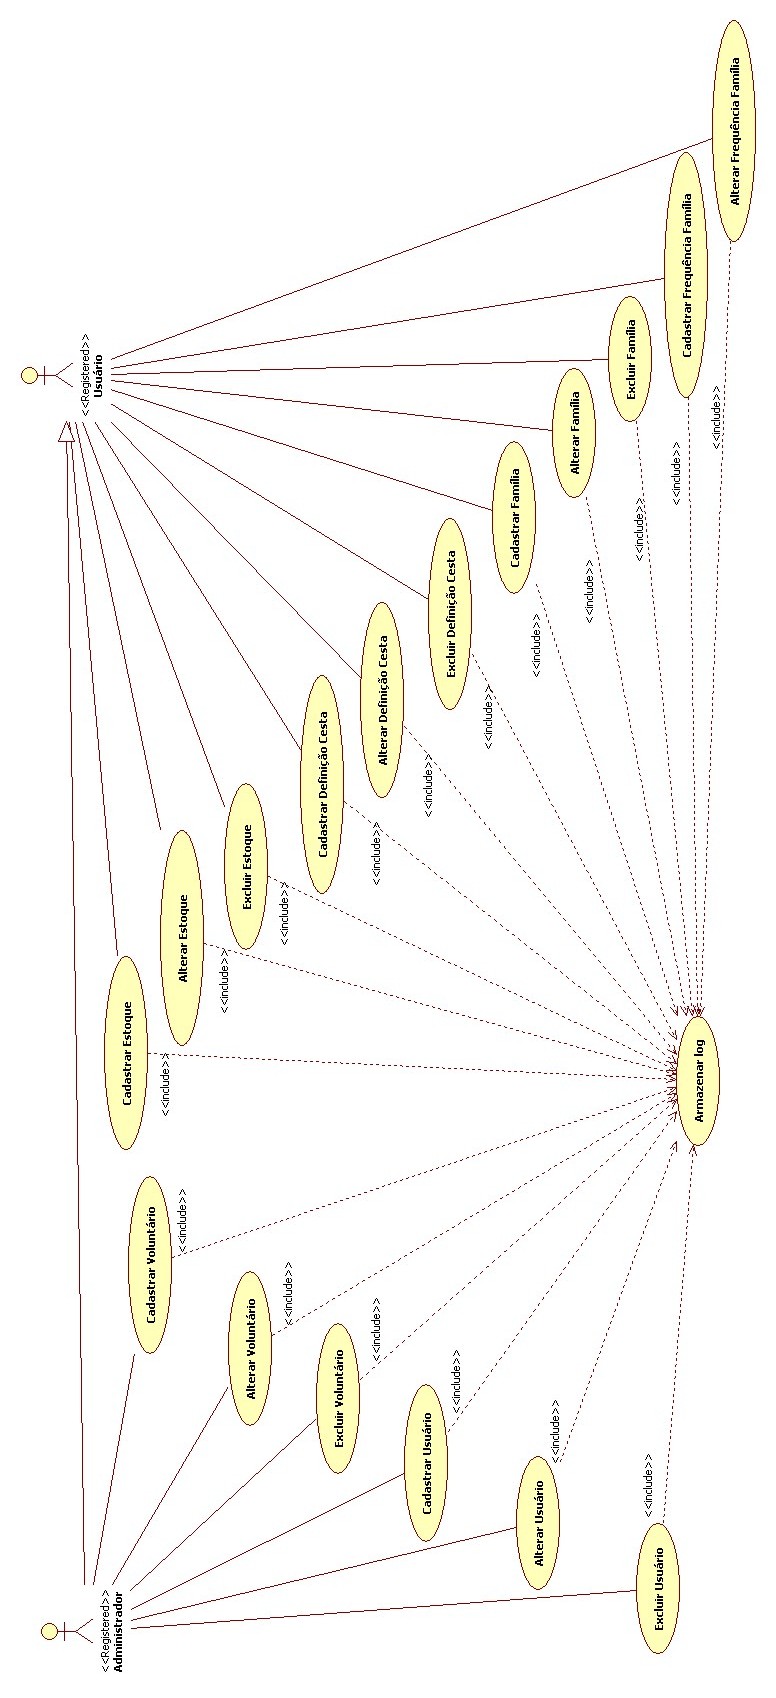 <<Registered>>
Administrador
<<Registered>>
Usuário
Cadastrar Voluntário
<<include>>
Alterar Voluntário
<<include>>
Excluir Voluntário
<<include>>
Cadastrar Usuário
<<include>>
Alterar Usuário
<<include>>
Excluir Usuário
<<include>>
Cadastrar Estoque
<<include>>
Alterar Estoque
<<include>>
Excluir Estoque
<<include>>
Cadastrar Definição Cesta
<<include>>
Alterar Definição Cesta
<<include>>
Excluir Definição Cesta
<<include>>
Cadastrar Família
<<include>>
Alterar Família
<<include>>
Excluir Família
<<include>>
Cadastrar Frequência Família
<<include>>
Alterar Frequência Família
<<include>>
Armazenar log